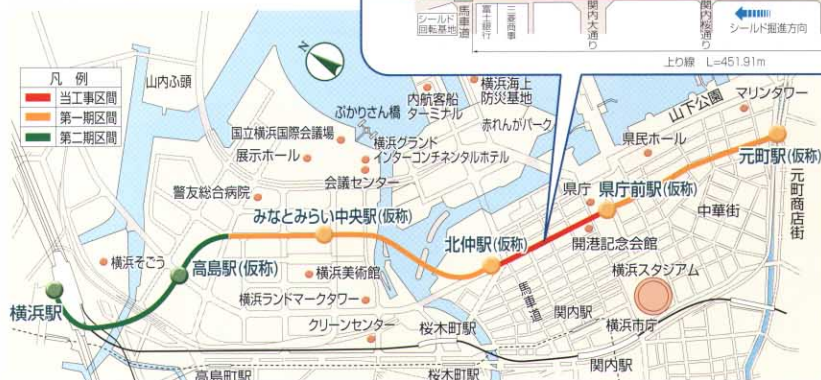 シールド
回転基地
馬車道
富士銀行
三菱商事
関内大通り
関内桜通り
シールド掘進方向
上り線 L=451.91m
凡例
当工事区間
第一期区間
第二期区間
N
山内ふ頭
国立横浜国際会議場
展示ホール
警友総合病院
ぷかりさん橋
横浜グランド
インターコンチネンタルホテル
会議センター
内航客船
ターミナル
横浜海上
防災基地
赤れんがパーク
山下公園
マリンタワー
県民ホール
元町駅(仮称)
元町商店街
県庁
県庁前駅(仮称)
中華街
開港記念会館
みなとみらい中央駅(仮称)
北仲駅(仮称)
横浜そごう
高島駅(仮称)
横浜美術館
横浜ランドマークタワー
クリーンセンター
横浜駅
馬車道
関内駅
横浜スタジアム
横浜市庁
桜木町駅
高島町駅
桜木町駅
関内駅